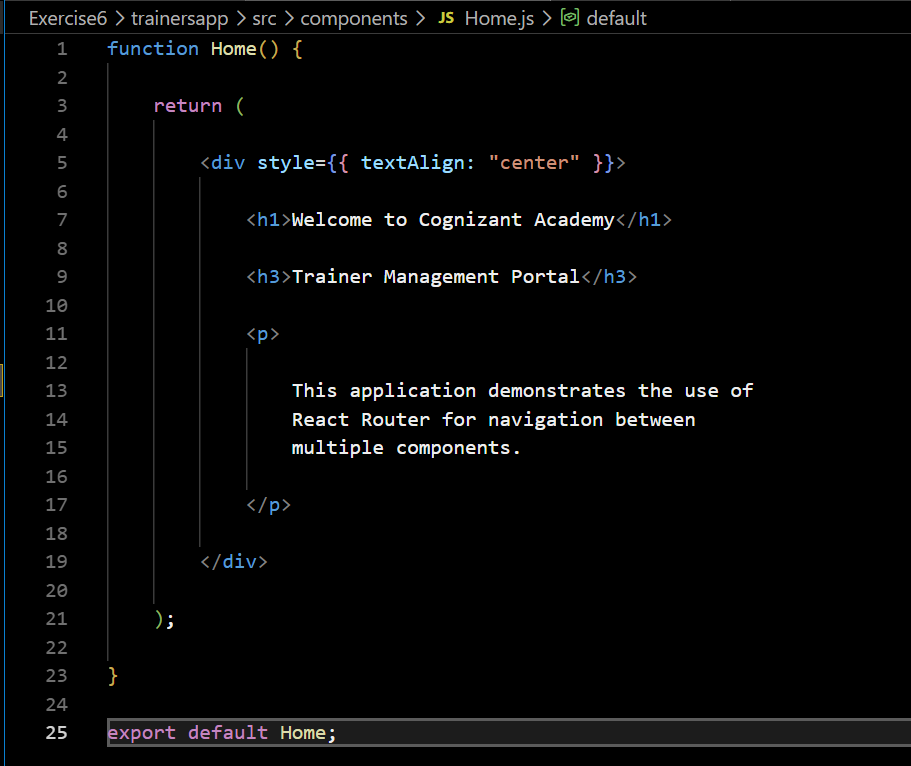 Exercise6 > trainersapp > src > components > JS Home.js > default
1 function Home() {
2
3 return (
4
5 <div style={{ textAlign: "center" }}>
6
7 <h1>Welcome to Cognizant Academy</h1>
8
9 <h3>Trainer Management Portal</h3>
10
11 <p>
12
13 This application demonstrates the use of
14 React Router for navigation between
15 multiple components.
16
17 </p>
18
19 </div>
20
21 );
22
23 }
24
25 export default Home;